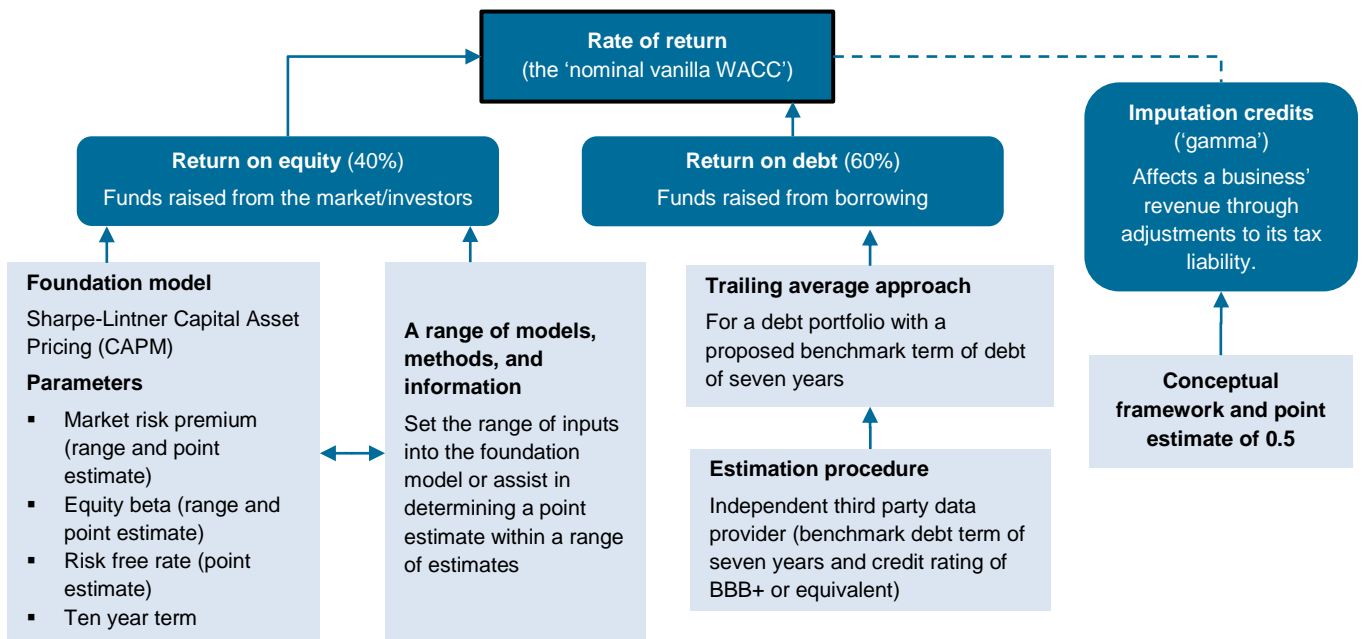 Rate of return
(the ‘nominal vanilla WACC’)
Return on equity (40%)
Funds raised from the market/investors
Return on debt (60%)
Funds raised from borrowing
Imputation credits
(‘gamma’)
Affects a business’
revenue through
adjustments to its tax
liability.
Foundation model
Sharpe-Lintner Capital Asset
Pricing (CAPM)
Parameters
▪ Market risk premium
(range and point
estimate)
▪ Equity beta (range and
point estimate)
▪ Risk free rate (point
estimate)
▪ Ten year term
A range of models,
methods, and
information
Set the range of inputs
into the foundation
model or assist in
determining a point
estimate within a range
of estimates
Trailing average approach
For a debt portfolio with a
proposed benchmark term of debt
of seven years
Estimation procedure
Independent third party data
provider (benchmark debt term of
seven years and credit rating of
BBB+ or equivalent)
Conceptual
framework and point
estimate of 0.5